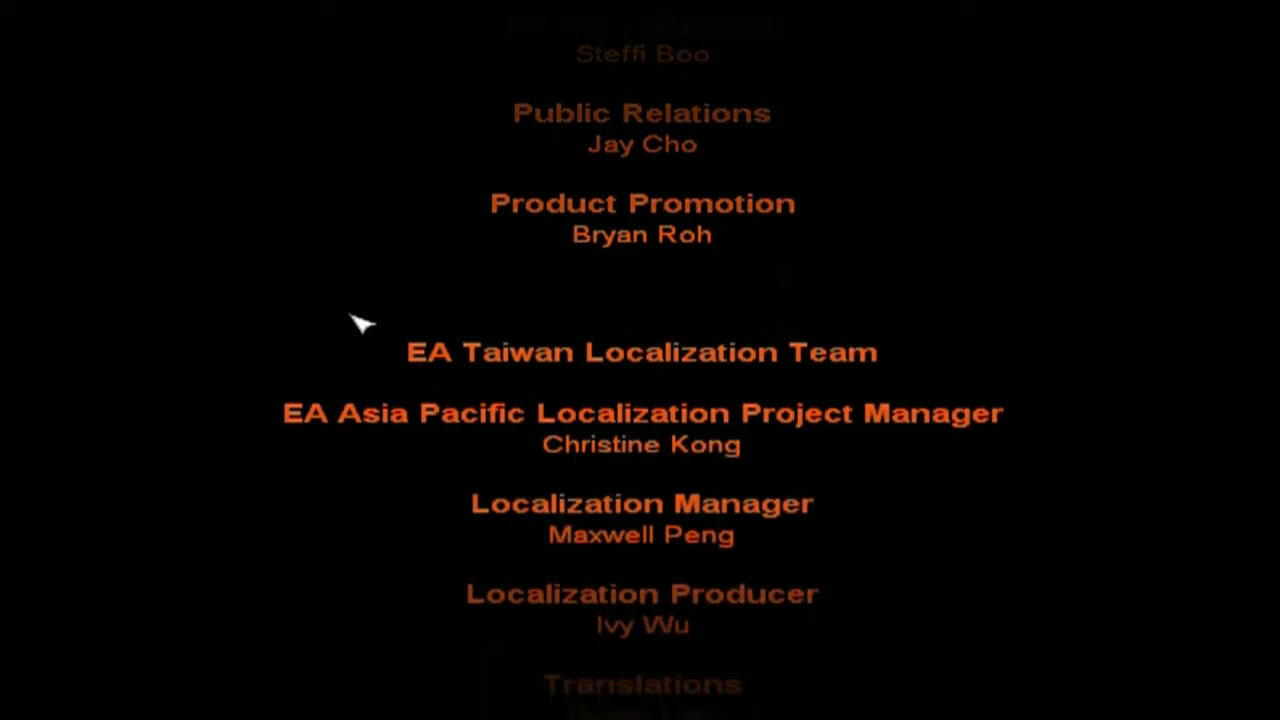 Steffi Boo
Public Relations
Jay Cho
Product Promotion
Bryan Roh
EA Taiwan Localization Team
EA Asia Pacific Localization Project Manager
Christine Kong
Localization Manager
Maxwell Peng
Localization Producer
Ivy Wu
Translations